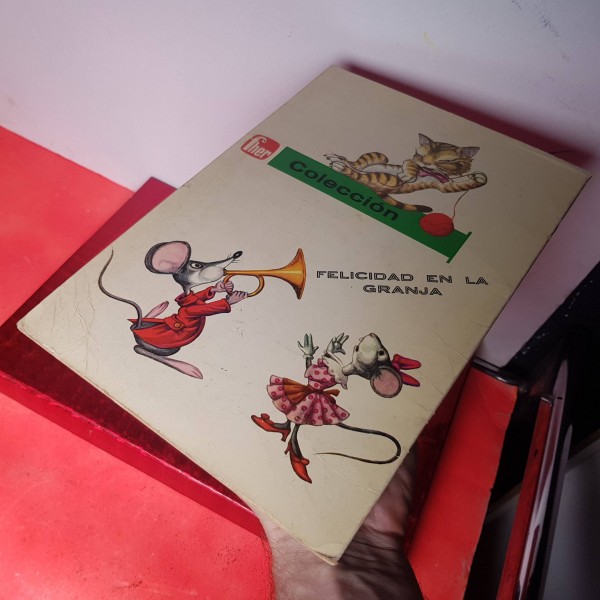 fher
Colección
FELICIDAD EN LA
GRANJA